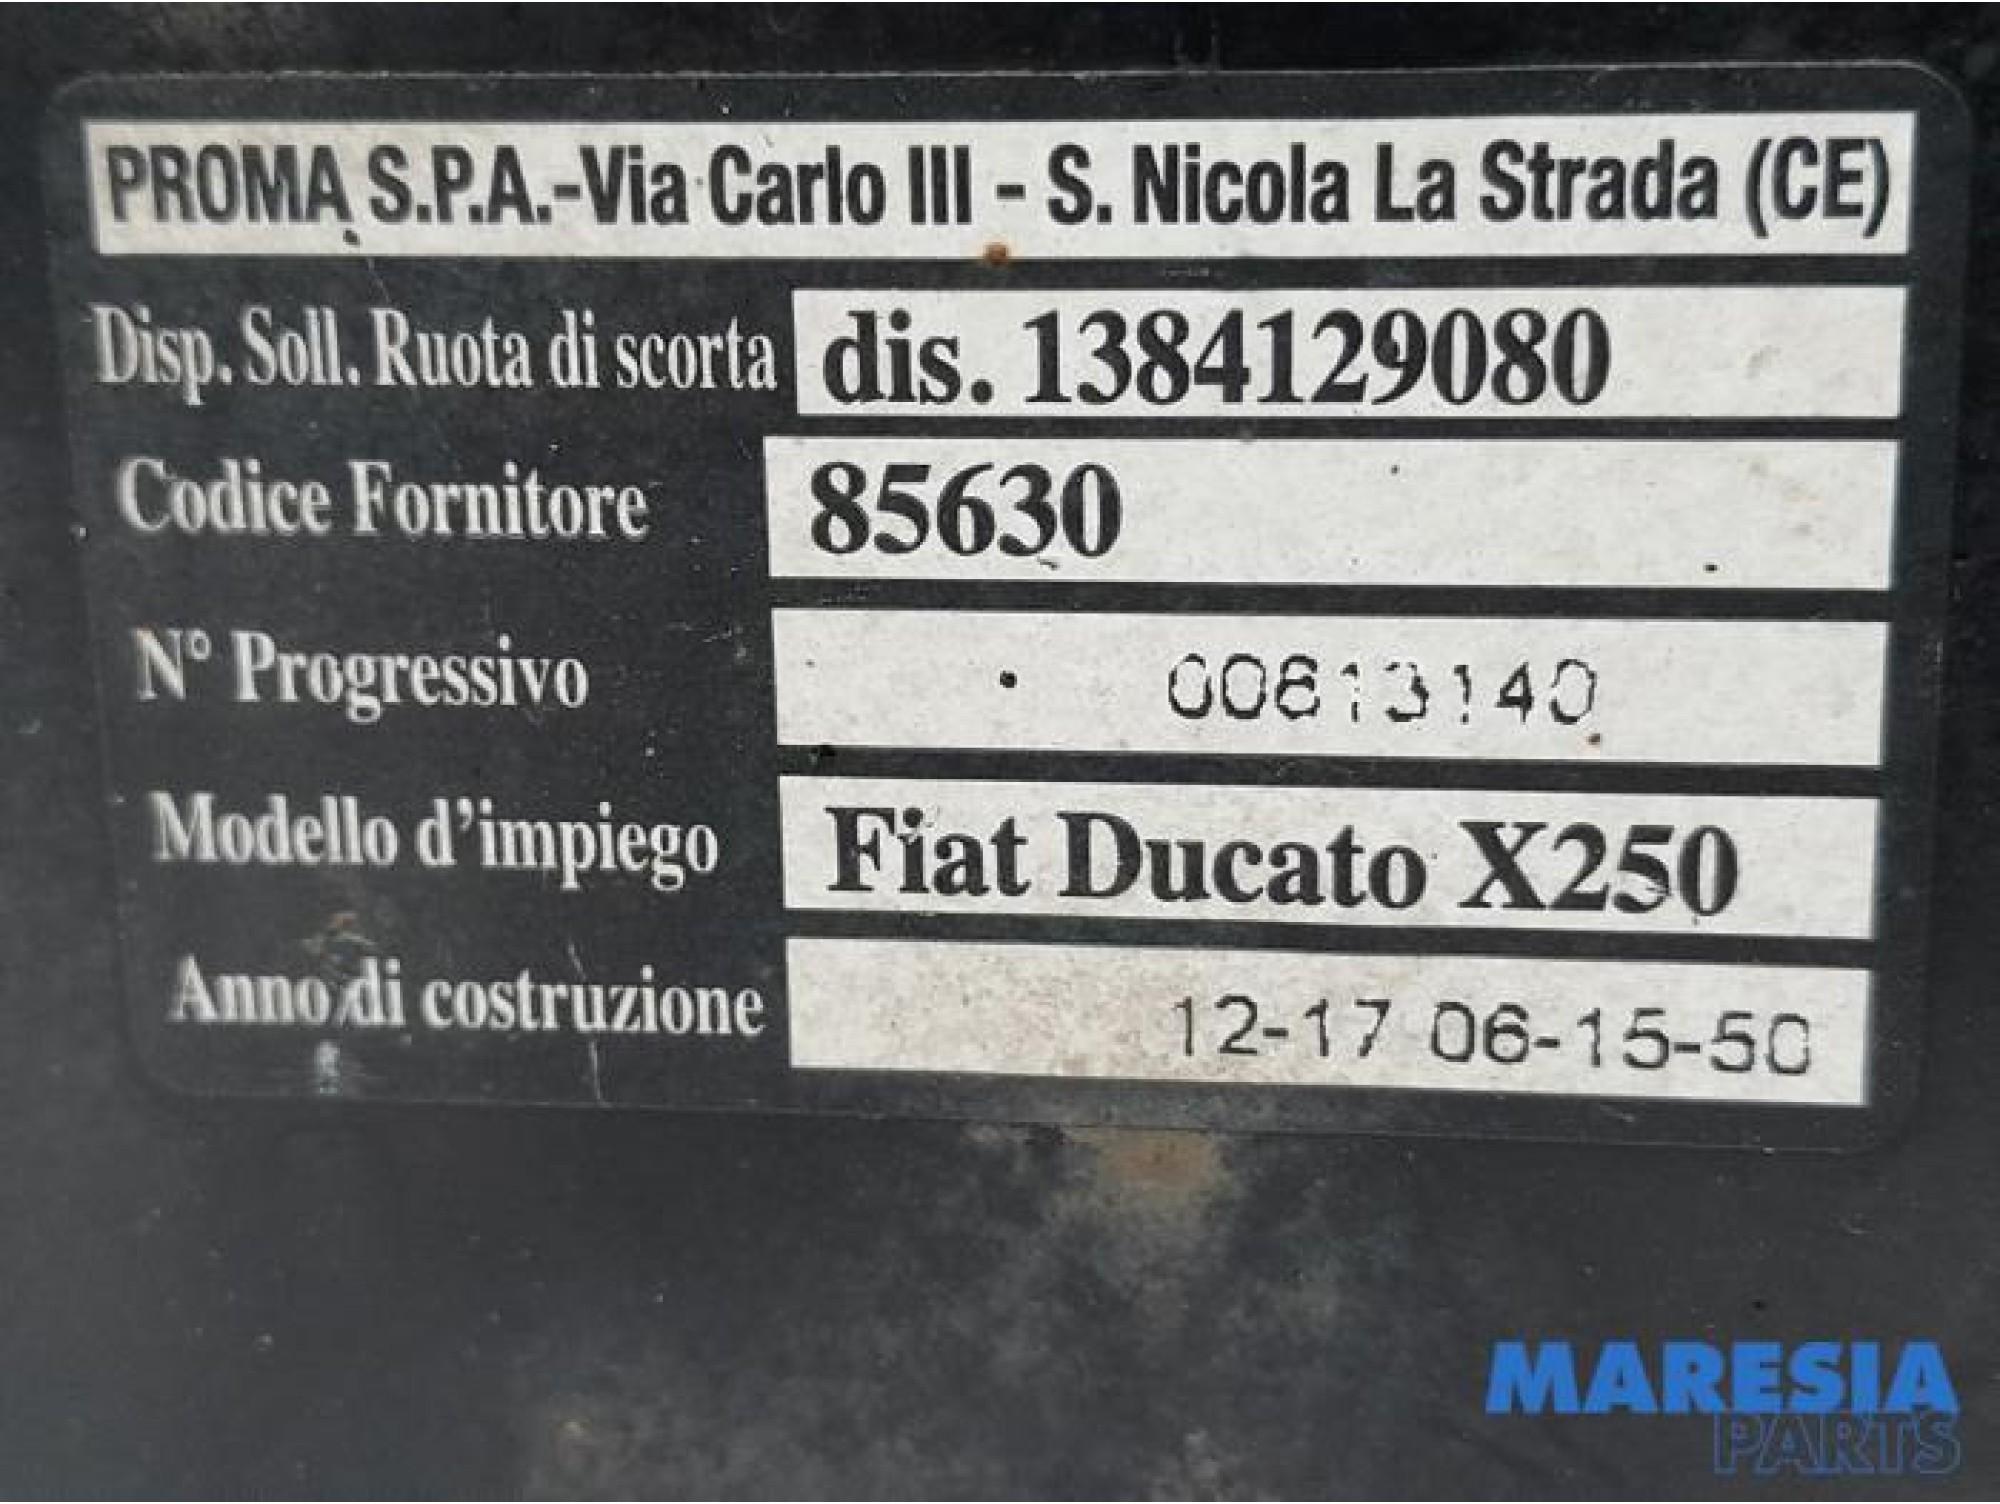 PROMA S.P.A.-Via Carlo III - S. Nicola La Strada (CE)
Disp. Soll. Ruota di scorta dis. 1384129080
Codice Fornitore 85630
N° Progressivo 00613140
Modello d'impiego Fiat Ducato X250
Anno di costruzione 12-17 06-15-50
MARESIA
PARTS